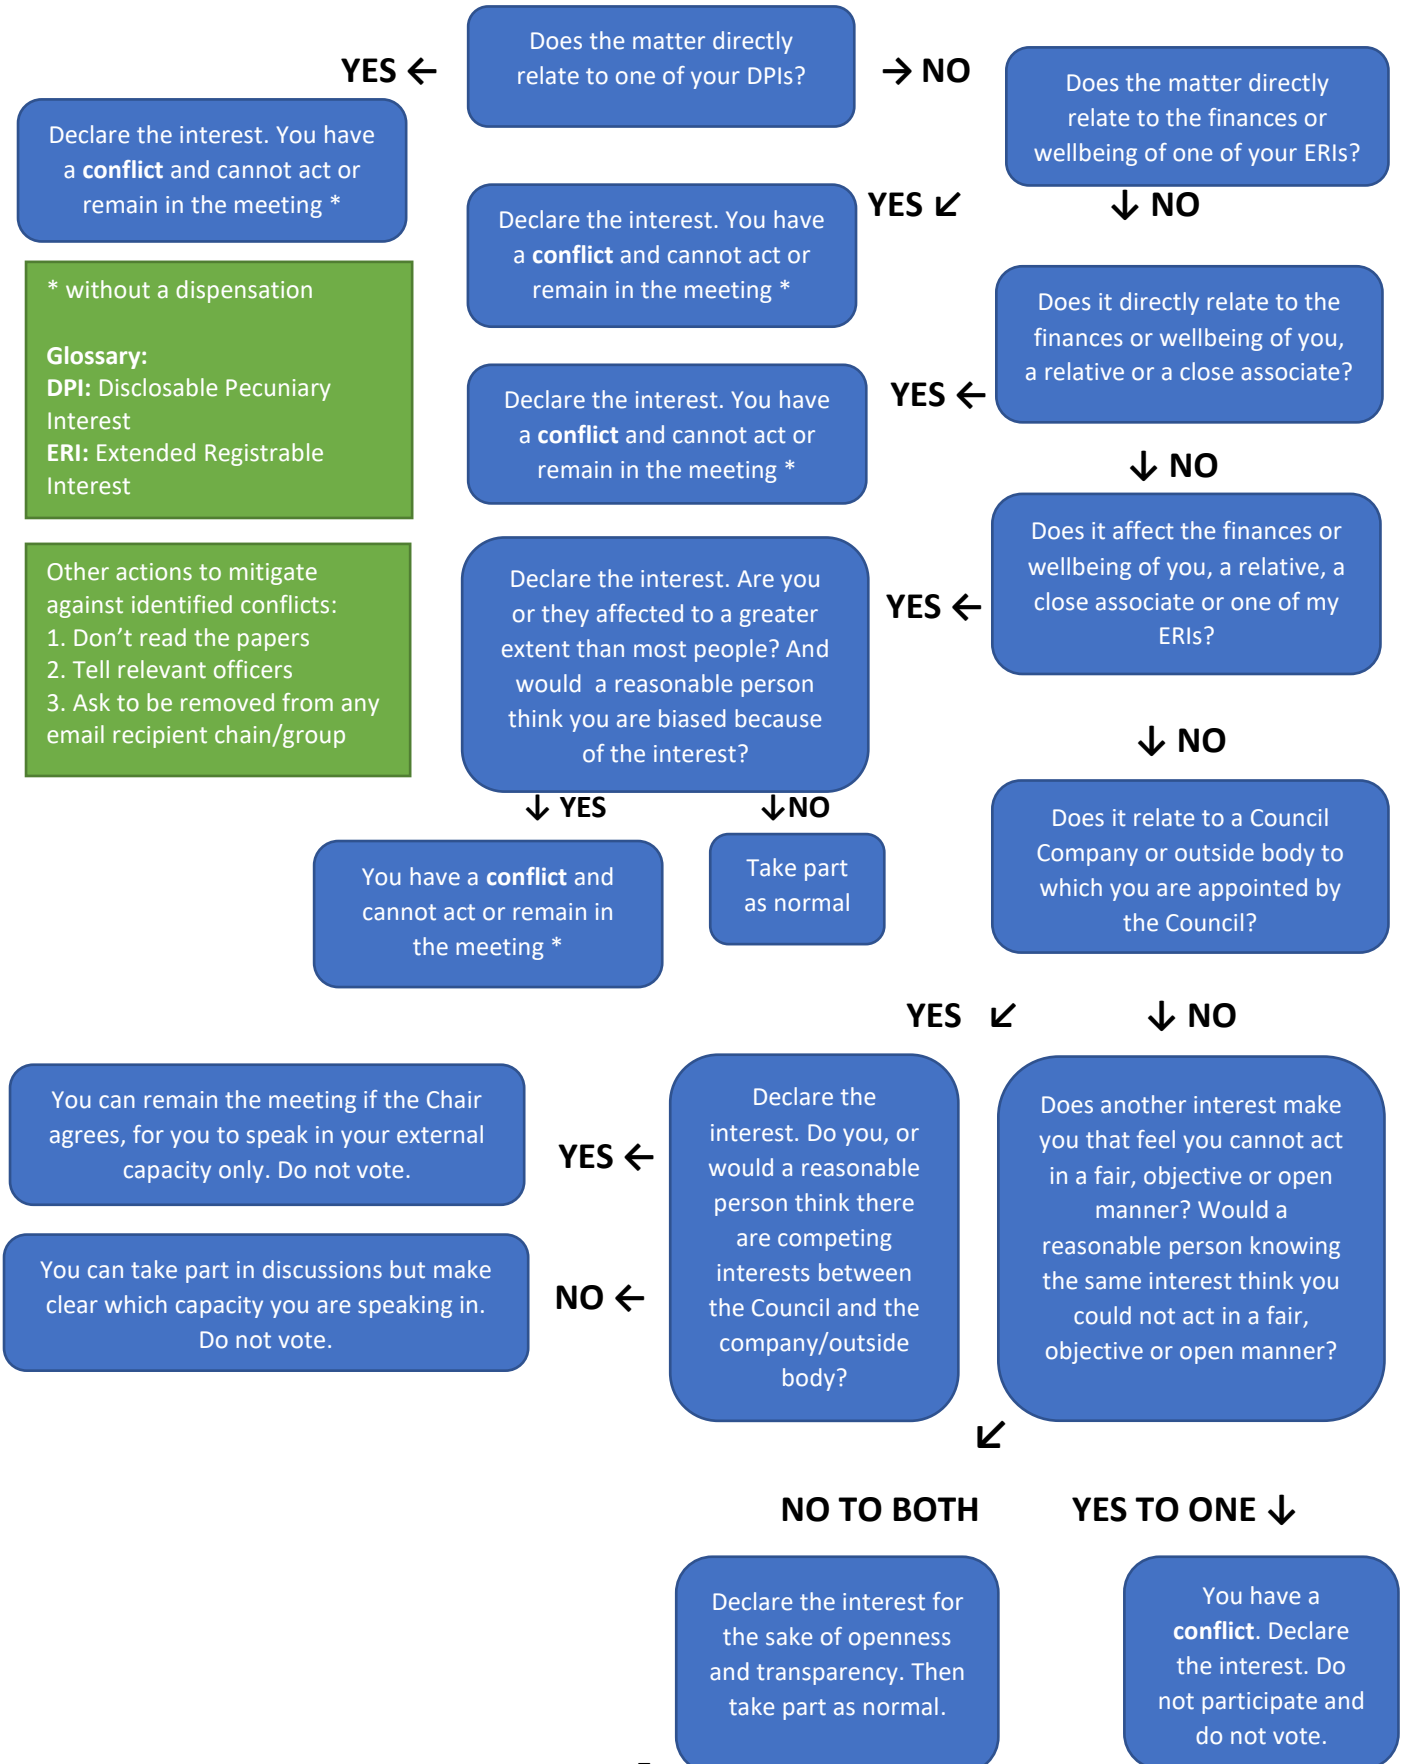 Does the matter directly
relate to one of your DPIs?
YES ←
→ NO
Does the matter directly
relate to the finances or
wellbeing of one of your ERIs?
Declare the interest. You have
a conflict and cannot act or
remain in the meeting *
YES ↙
↓ NO
Declare the interest. You have
a conflict and cannot act or
remain in the meeting *
* without a dispensation
Glossary:
DPI: Disclosable Pecuniary
Interest
ERI: Extended Registrable
Interest
Does it directly relate to the
finances or wellbeing of you,
a relative or a close associate?
YES ←
Declare the interest. You have
a conflict and cannot act or
remain in the meeting *
↓ NO
Does it affect the finances or
wellbeing of you, a relative, a
close associate or one of my
ERIs?
YES ←
Declare the interest. Are you
or they affected to a greater
extent than most people? And
would  a reasonable person
think you are biased because
of the interest?
Other actions to mitigate
against identified conflicts:
1. Don't read the papers
2. Tell relevant officers
3. Ask to be removed from any
email recipient chain/group
↓ NO
↓ YES
↓NO
You have a conflict and
cannot act or remain in
the meeting *
Take part
as normal
Does it relate to a Council
Company or outside body to
which you are appointed by
the Council?
YES ↙
↓ NO
Declare the
interest. Do you, or
would a reasonable
person think there
are competing
interests between
the Council and the
company/outside
body?
Does another interest make
you that feel you cannot act
in a fair, objective or open
manner? Would a
reasonable person knowing
the same interest think you
could not act in a fair,
objective or open manner?
YES ←
You can remain the meeting if the Chair
agrees, for you to speak in your external
capacity only. Do not vote.
NO ←
You can take part in discussions but make
clear which capacity you are speaking in.
Do not vote.
↙
NO TO BOTH
YES TO ONE ↓
Declare the interest for
the sake of openness
and transparency. Then
take part as normal.
You have a
conflict. Declare
the interest. Do
not participate and
do not vote.